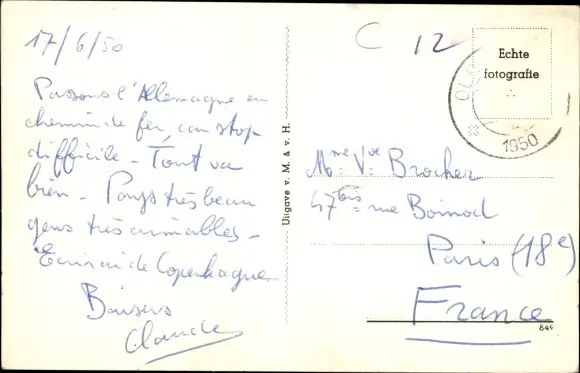 17/6/50
Passons l'Allemagne en
chemin de fer, car stop
difficile - Tout va
bien - Pays très beau
gens très aimables -
Ecrirai de Copenhague
Baisers
Claude
Uitgave v. M. & v. H.
C 12
Echte
fotografie
1950
Mme Vve Brocher
47bis rue Boinod
Paris (18e)
France
849